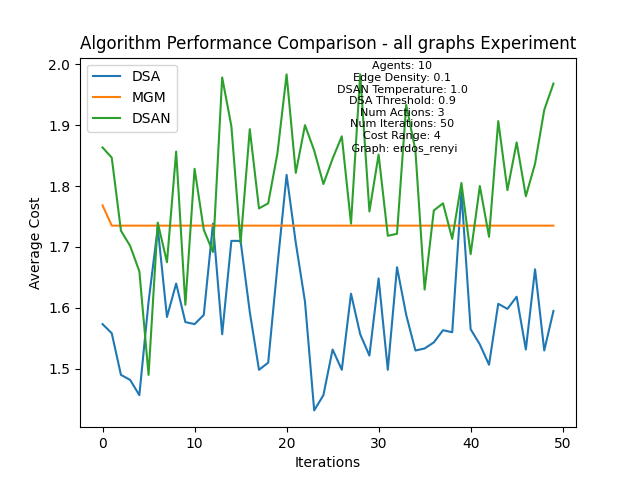 Algorithm Performance Comparison - all graphs Experiment
DSA
MGM
DSAN
Agents: 10
Edge Density: 0.1
DSAN Temperature: 1.0
DSA Threshold: 0.9
Num Actions: 3
Num Iterations: 50
Cost Range: 4
Graph: erdos_renyi
Average Cost
2.0
1.9
1.8
1.7
1.6
1.5
0 10 20 30 40 50
Iterations